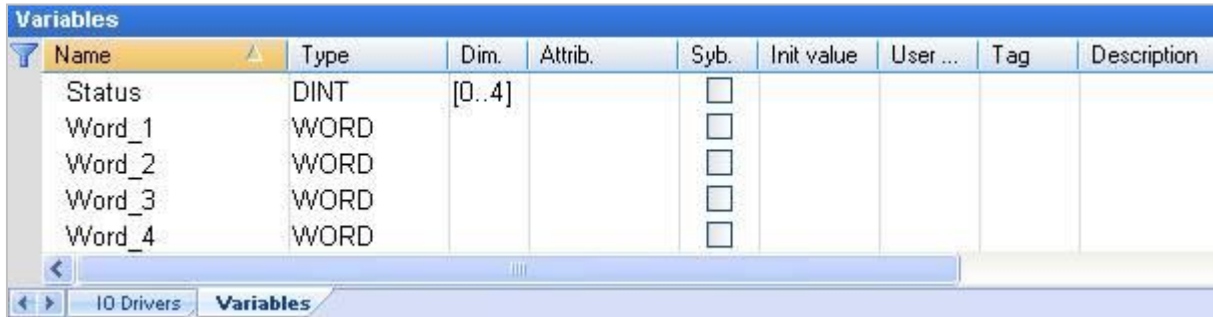 Variables
Name Type Dim. Attrib. Syb. Init value User ... Tag Description
Status DINT [0..4]
Word_1 WORD
Word_2 WORD
Word_3 WORD
Word_4 WORD
IO Drivers Variables